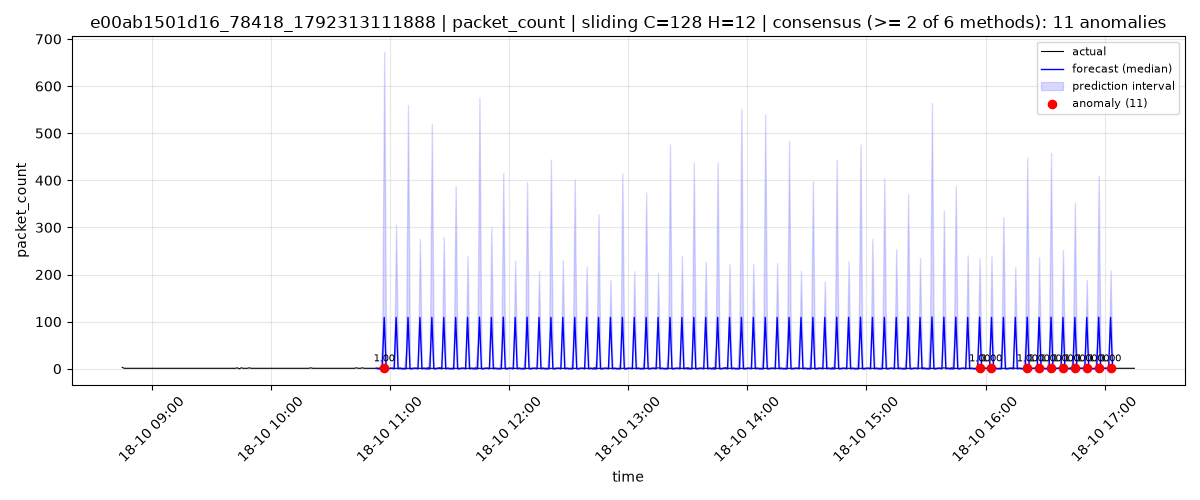 e00ab1501d16_78418_1792313111888 | packet_count | sliding C=128 H=12 | consensus (>= 2 of 6 methods): 11 anomalies
700
600
500
400
300
200
100
0
packet_count
actual
forecast (median)
prediction interval
anomaly (11)
1.00
18-10 09:00
18-10 10:00
18-10 11:00
18-10 12:00
18-10 13:00
18-10 14:00
18-10 15:00
18-10 16:00
18-10 17:00
time